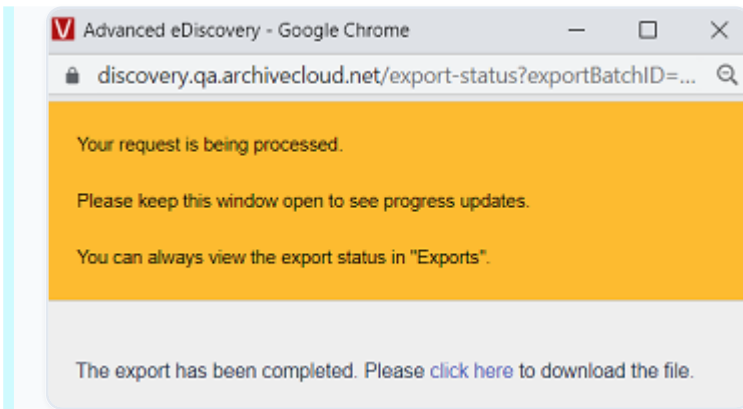 Advanced eDiscovery - Google Chrome
discovery.qa.archivecloud.net/export-status?exportBatchID=...
Your request is being processed.
Please keep this window open to see progress updates.
You can always view the export status in "Exports".
The export has been completed. Please click here to download the file.